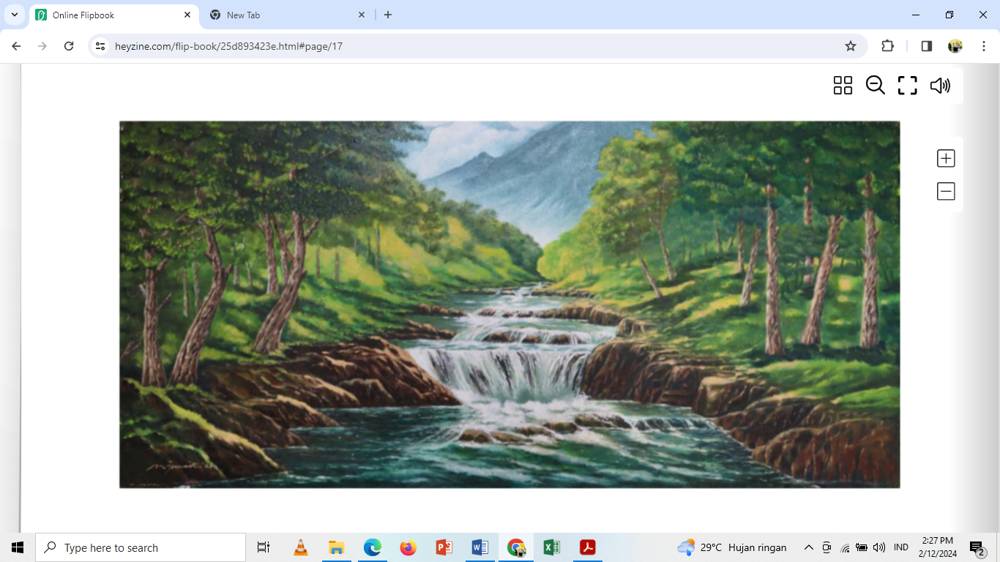 Online Flipbook
New Tab
heyzine.com/flip-book/25d893423e.html#page/17
Type here to search
29°C Hujan ringan
IND
2:27 PM
2/12/2024
2